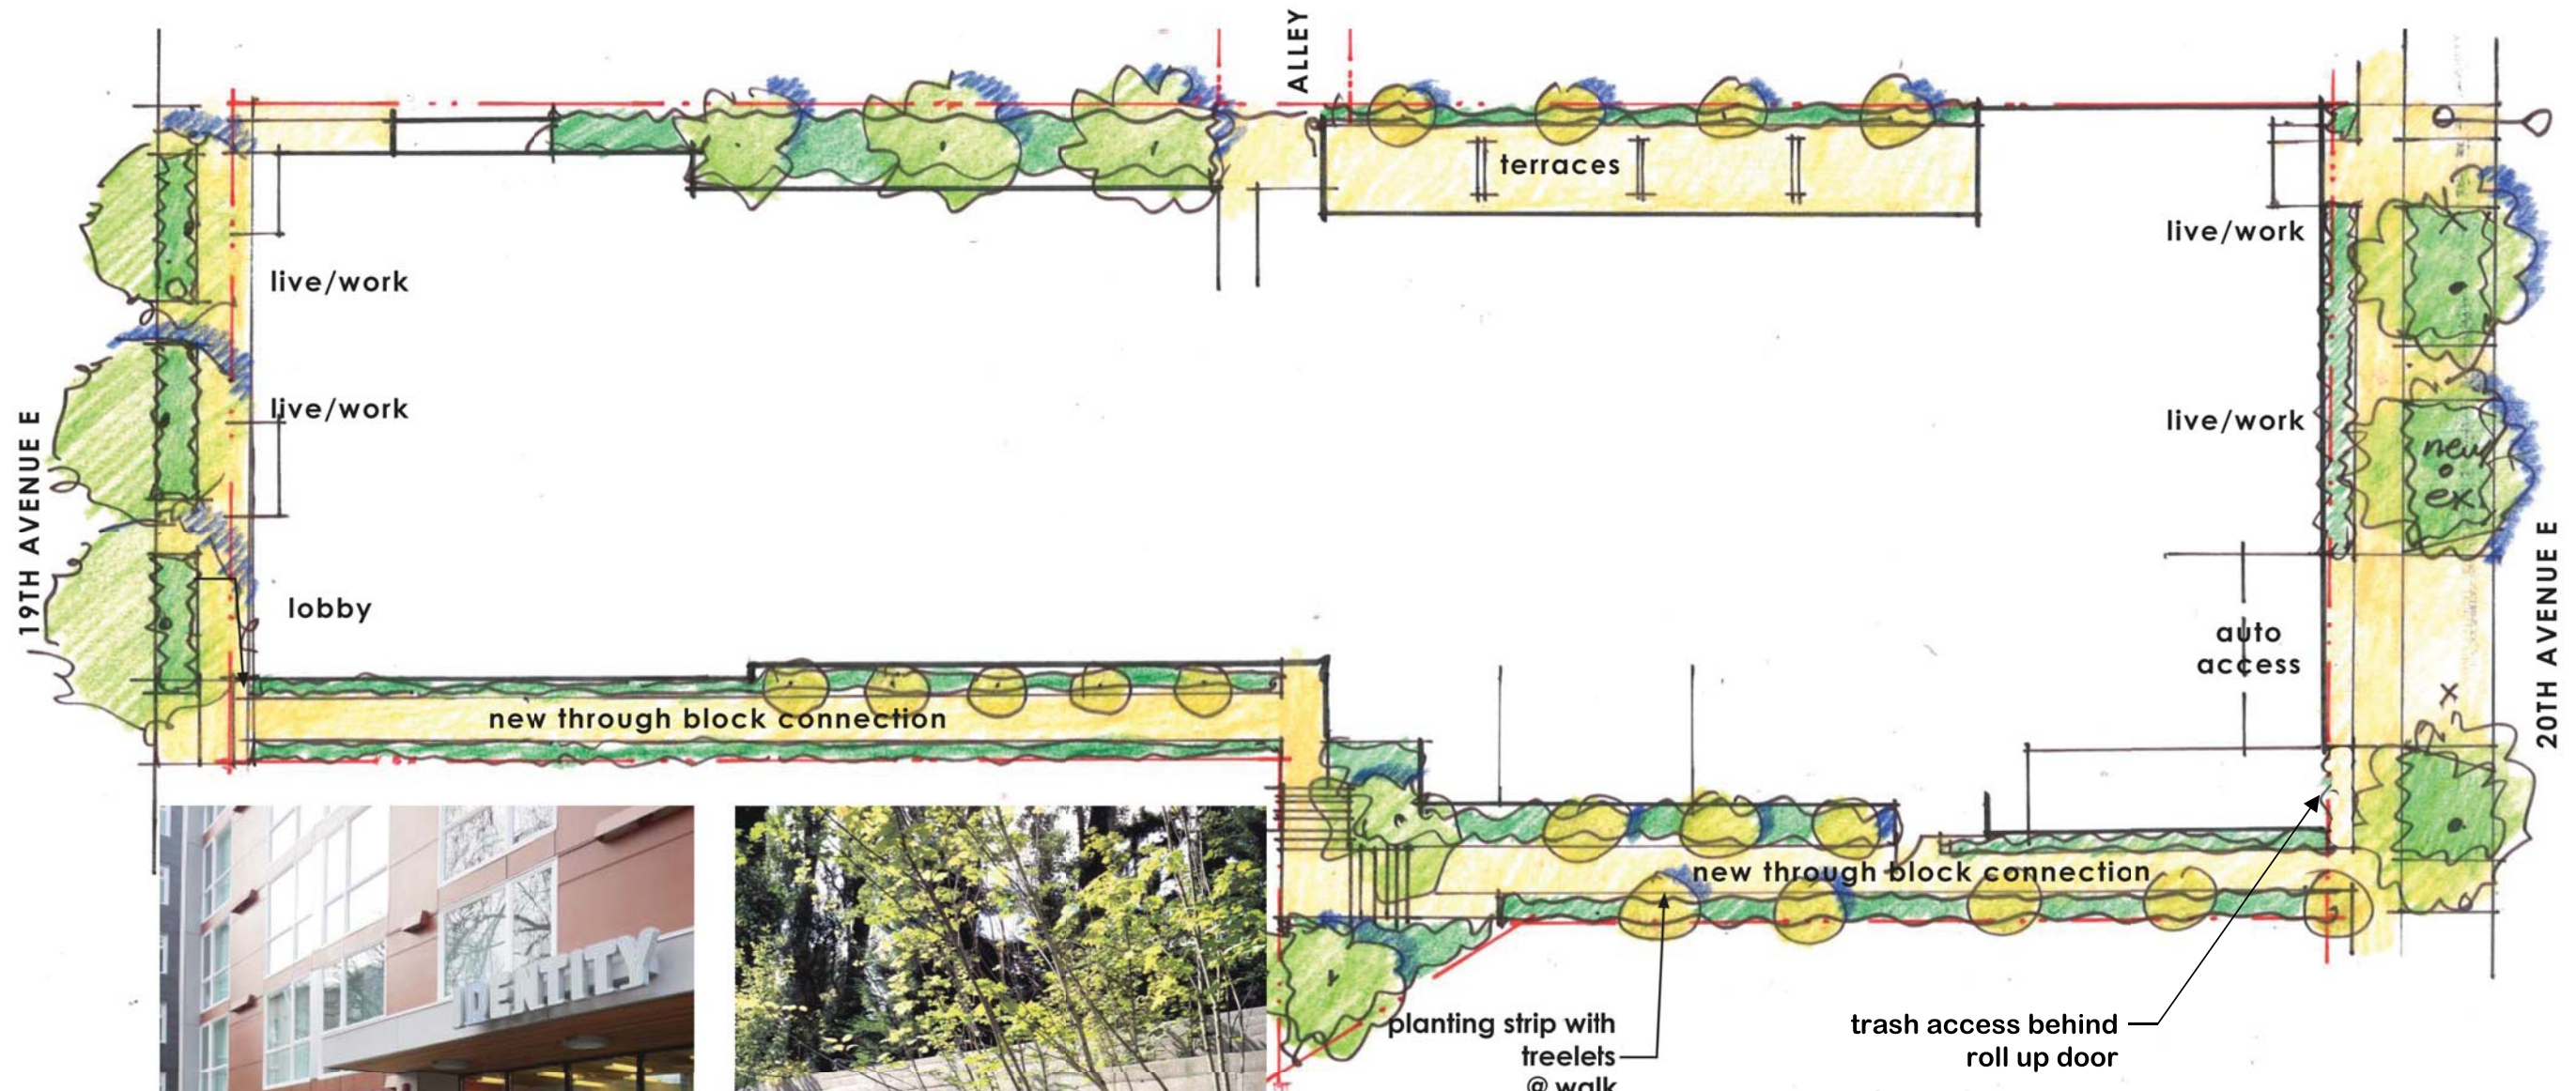 ALLEY
terraces
live/work
live/work
live/work
live/work
19TH AVENUE E
new
ex.
20TH AVENUE E
lobby
auto
access
x
new through block connection
new through block connection
IDENTITY
planting strip with
treelets
@ walk
trash access behind
roll up door